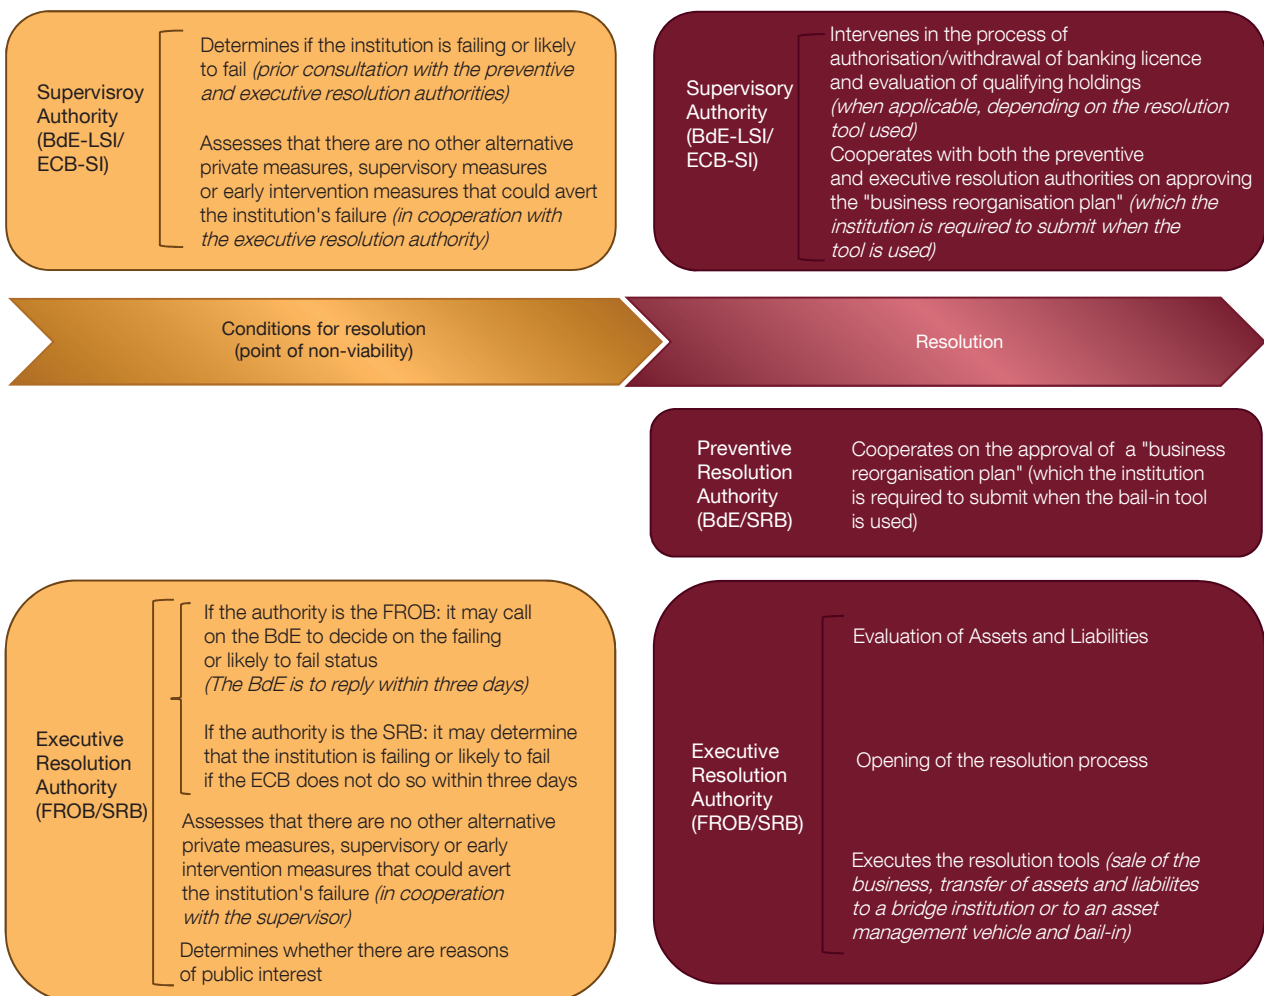 Supervisroy
Authority
(BdE-LSI/
ECB-SI)
Determines if the institution is failing or likely
to fail (prior consultation with the preventive
and executive resolution authorities)
Assesses that there are no other alternative
private measures, supervisory measures
or early intervention measures that could avert
the institution's failure (in cooperation with
the executive resolution authority)
Supervisory
Authority
(BdE-LSI/
ECB-SI)
Intervenes in the process of
authorisation/withdrawal of banking licence
and evaluation of qualifying holdings
(when applicable, depending on the resolution
tool used)
Cooperates with both the preventive
and executive resolution authorities on approving
the "business reorganisation plan" (which the
institution is required to submit when the
tool is used)
Conditions for resolution
(point of non-viability)
Resolution
Preventive
Resolution
Authority
(BdE/SRB)
Cooperates on the approval of a "business
reorganisation plan" (which the institution
is required to submit when the bail-in tool
is used)
Executive
Resolution
Authority
(FROB/SRB)
If the authority is the FROB: it may call
on the BdE to decide on the failing
or likely to fail status
(The BdE is to reply within three days)
If the authority is the SRB: it may determine
that the institution is failing or likely to fail
if the ECB does not do so within three days
Assesses that there are no other alternative
private measures, supervisory or early
intervention measures that could avert
the institution's failure (in cooperation
with the supervisor)
Determines whether there are reasons
of public interest
Executive
Resolution
Authority
(FROB/SRB)
Evaluation of Assets and Liabilities
Opening of the resolution process
Executes the resolution tools (sale of the
business, transfer of assets and liabilites
to a bridge institution or to an asset
management vehicle and bail-in)